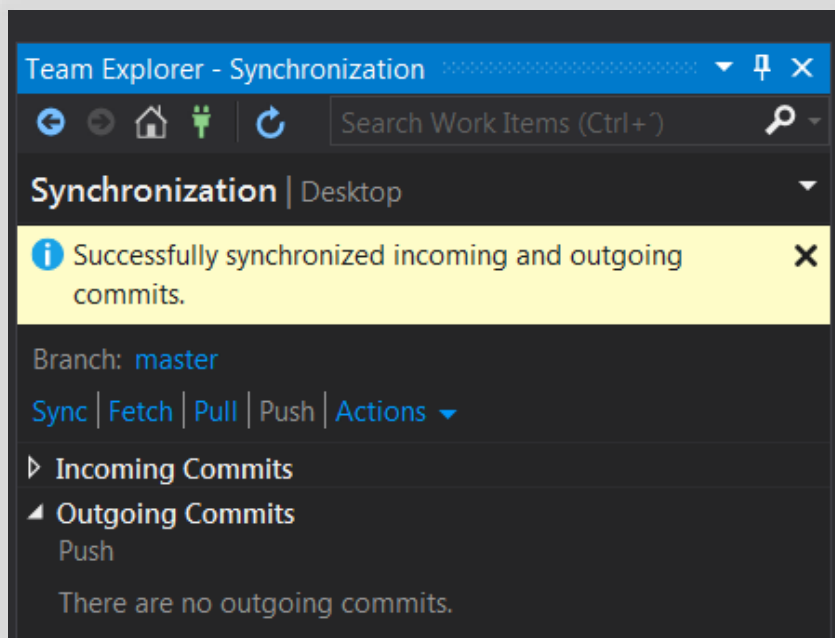 Team Explorer - Synchronization
Search Work Items (Ctrl+´)
Synchronization | Desktop
Successfully synchronized incoming and outgoing
commits.
Branch: master
Sync | Fetch | Pull | Push | Actions
Incoming Commits
Outgoing Commits
Push
There are no outgoing commits.